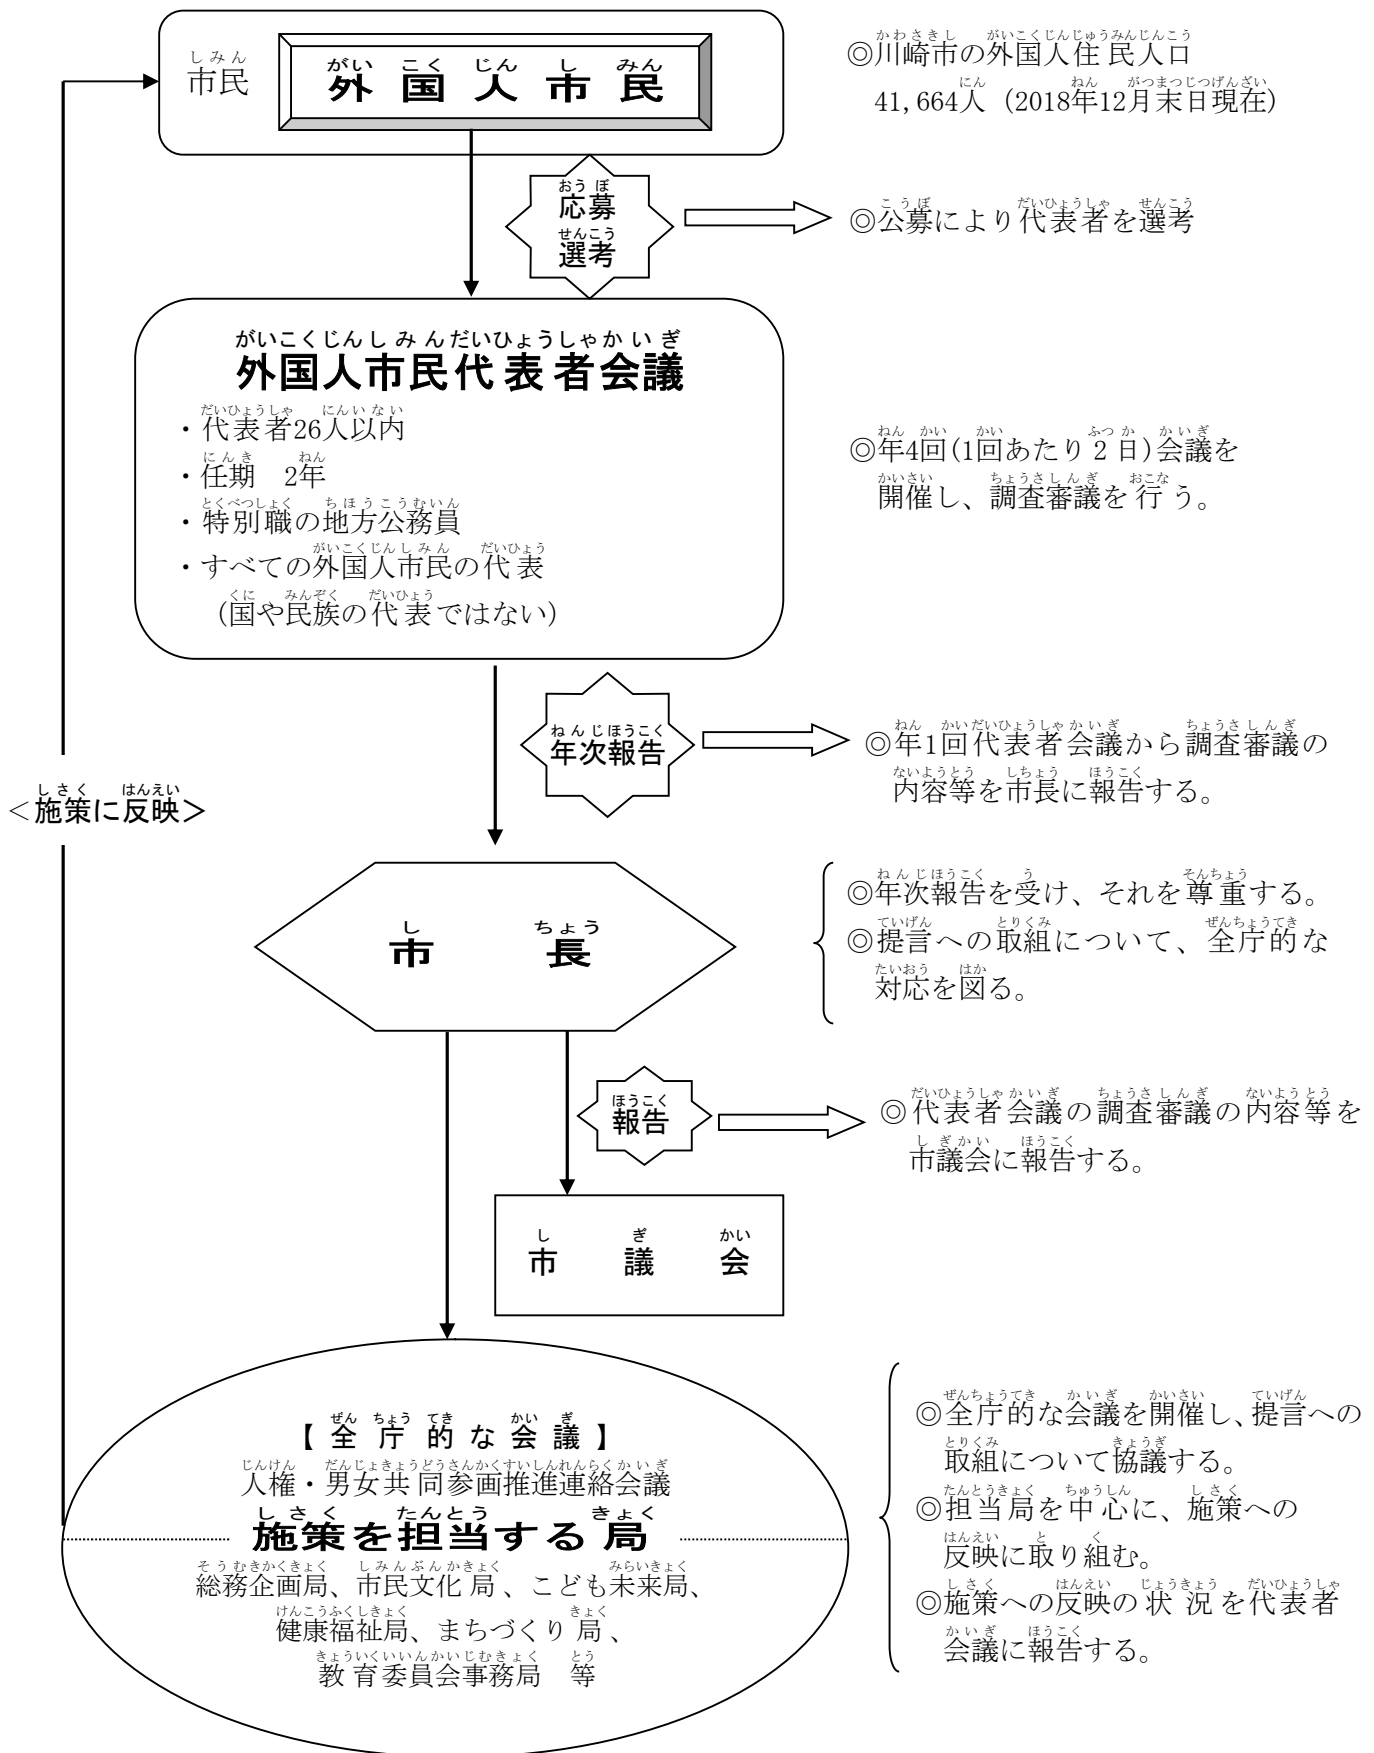 市民
外国人市民
◎川崎市の外国人住民人口
41,664人（2018年12月末日現在）
応募
選考
◎公募により代表者を選考
外国人市民代表者会議
・代表者26人以内
・任期　2年
・特別職の地方公務員
・すべての外国人市民の代表
（国や民族の代表ではない）
◎年4回(1回あたり2日)会議を
開催し、調査審議を行う。
年次報告
◎年1回代表者会議から調査審議の
内容等を市長に報告する。
＜施策に反映＞
市長
◎年次報告を受け、それを尊重する。
◎提言への取組について、全庁的な
対応を図る。
報告
◎代表者会議の調査審議の内容等を
市議会に報告する。
市議会
【全庁的な会議】
人権・男女共同参画推進連絡会議
施策を担当する局
総務企画局、市民文化局、こども未来局、
健康福祉局、まちづくり局、
教育委員会事務局　等
◎全庁的な会議を開催し、提言への
取組について協議する。
◎担当局を中心に、施策への
反映に取り組む。
◎施策への反映の状況を代表者
会議に報告する。